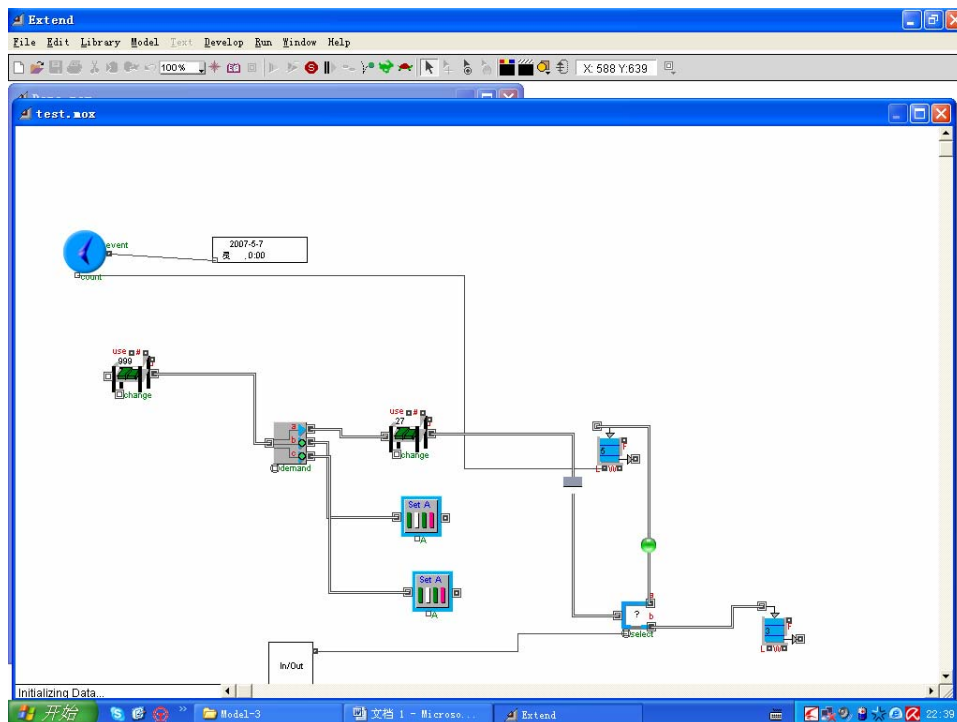 Extend
File Edit Library Model Text Develop Run Window Help
100%
X: 588 Y:639
test.mox
event
2007-5-7
,0:00
count
use #
999
change
use #
27
a
b
c
demand
change
F
L W
Set A
A
Set A
A
a
?
b
select
F
L W
In/Out
Initializing Data...
开始
Model-3
文档 1 - Microso...
Extend
22:39